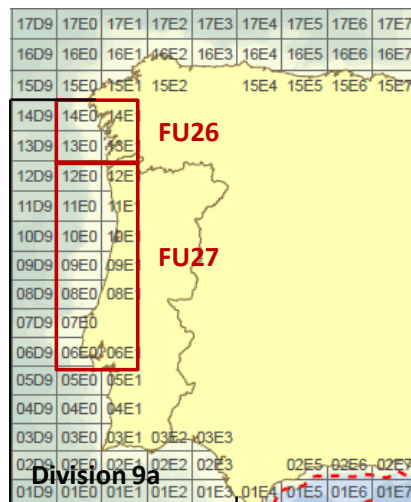 17D9 17E0 17E1 17E2 17E3 17E4 17E5 17E6 17E7
16D9 16E0 16E1 16E2 16E3 16E4 16E5 16E6 16E7
15D9 15E0 15E1 15E2 15E4 15E5 15E6 15E7
14D9 14E0 14E1
FU26
13D9 13E0 13E1
12D9 12E0 12E1
11D9 11E0 11E1
10D9 10E0 10E1
FU27
09D9 09E0 09E1
08D9 08E0 08E1
07D9 07E0
06D9 06E0 06E1
05D9 05E0 05E1
04D9 04E0 04E1
03D9 03E0 03E1 03E2 03E3
02D9 02E0 02E1 02E2 02E3 02E5 02E6 02E7
Division 9a
01D9 01E0 01E1 01E2 01E3 01E4 01E5 01E6 01E7